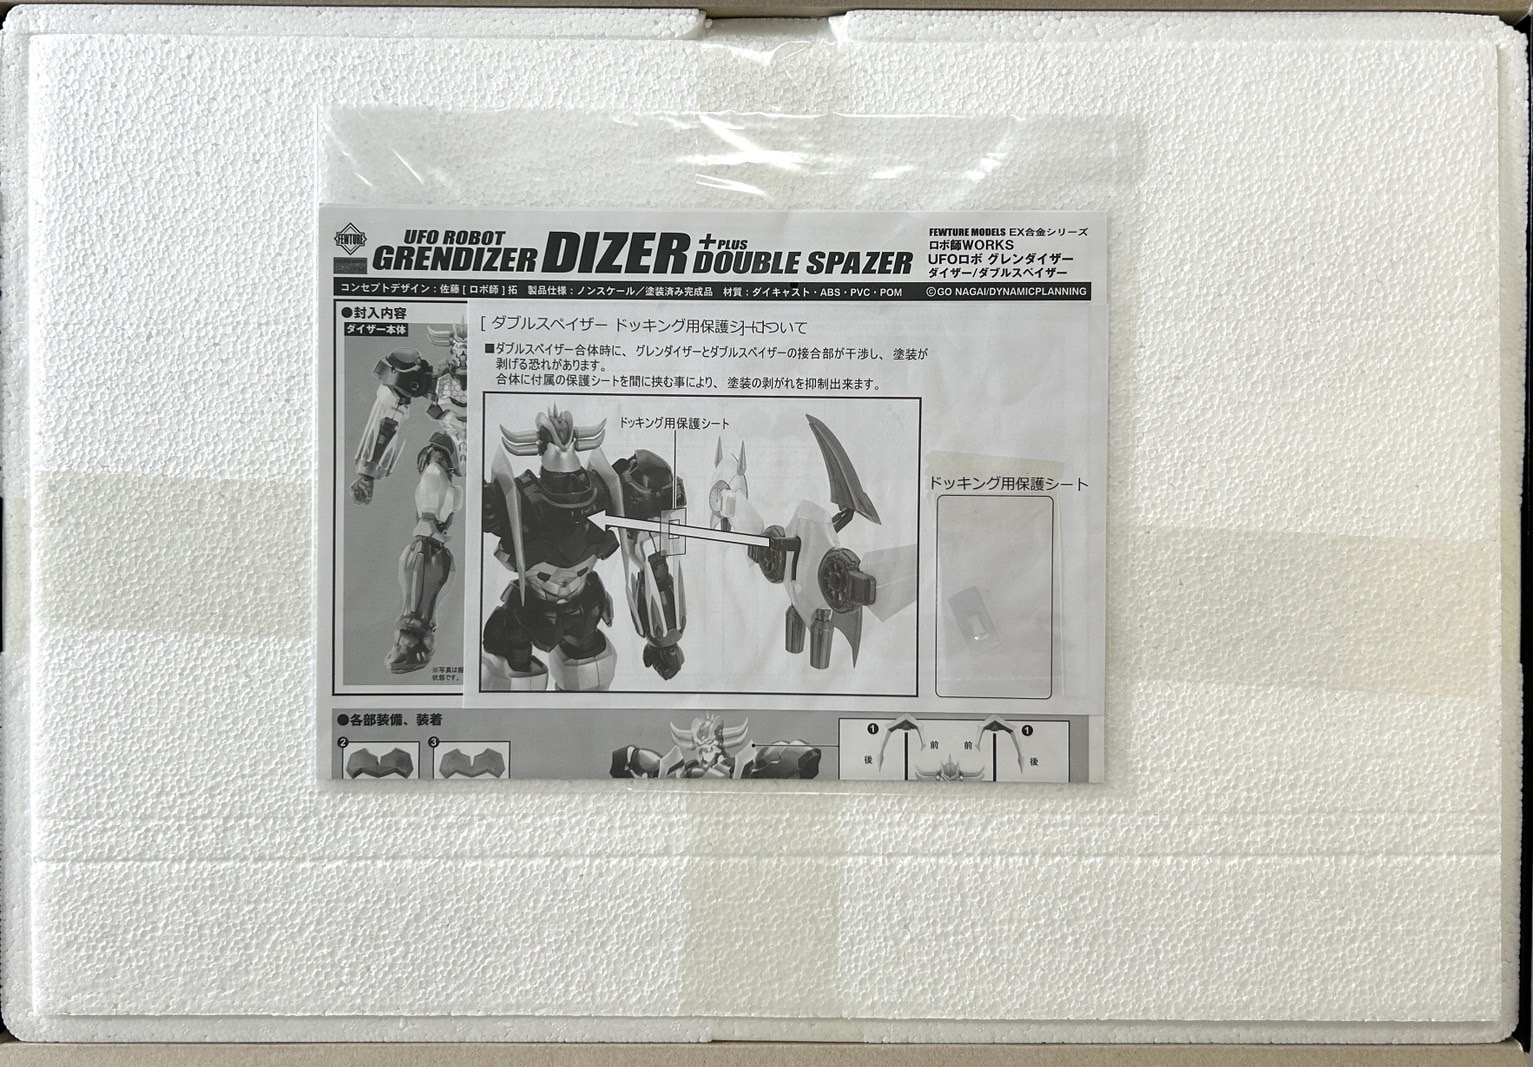 FEWTURE
UFO ROBOT
GRENDIZER DIZER +PLUS DOUBLE SPAZER
FEWTURE MODELS EX合金シリーズ
ロボ師WORKS
UFOロボ グレンダイザー
ダイザー/ダブルスペイザー
コンセプトデザイン：佐藤［ロボ師］拓 製品仕様：ノンスケール／塗装済み完成品 材質：ダイキャスト・ABS・PVC・POM ©GO NAGAI/DYNAMICPLANNING
●封入内容
ダイザー本体
[ ダブルスペイザー ドッキング用保護シートについて
■ダブルスペイザー合体時に、グレンダイザーとダブルスペイザーの接合部が干渉し、塗装が
剥げる恐れがあります。
合体に付属の保護シートを間に挟む事により、塗装の剥がれを抑制出来ます。
ドッキング用保護シート
ドッキング用保護シート
※写真は
状態です。
●各部装備、装着
2
3
1
後
前
前
1
後